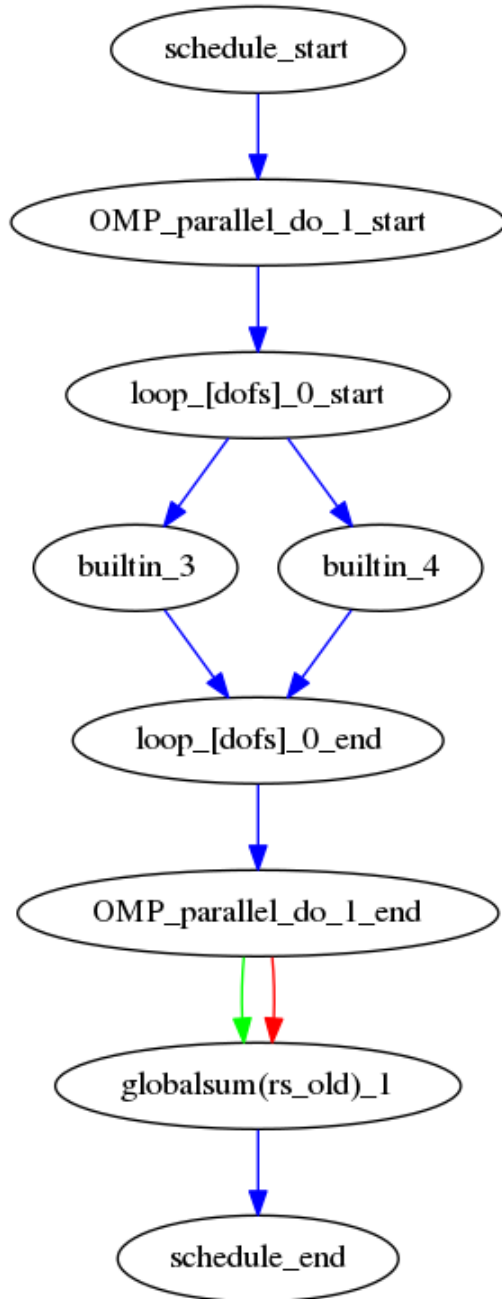 schedule_start
OMP_parallel_do_1_start
loop_[dofs]_0_start
builtin_3
builtin_4
loop_[dofs]_0_end
OMP_parallel_do_1_end
globalsum(rs_old)_1
schedule_end